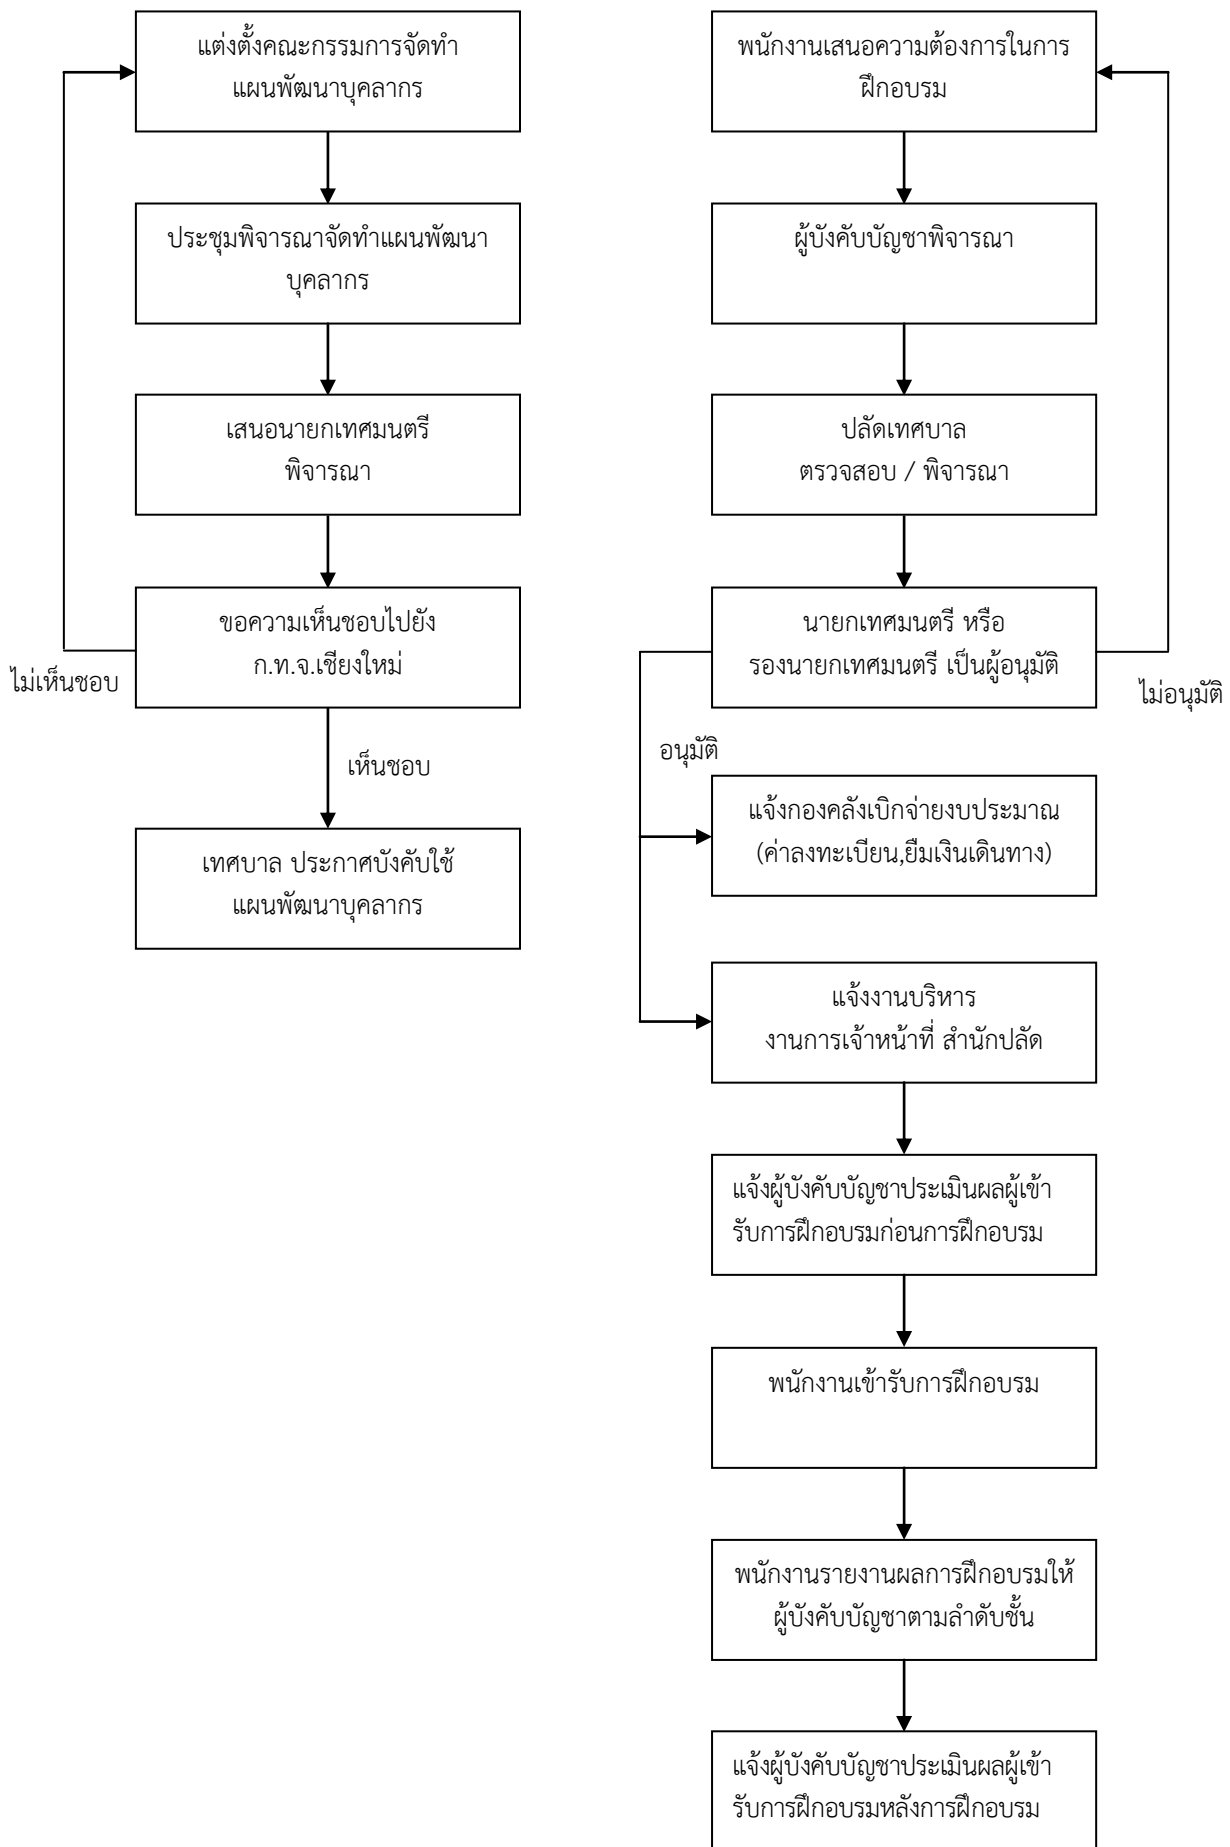 แต่งตั้งคณะกรรมการจัดทำ
แผนพัฒนาบุคลากร
ประชุมพิจารณาจัดทำแผนพัฒนา
บุคลากร
เสนอนายกเทศมนตรี
พิจารณา
ขอความเห็นชอบไปยัง
ก.ท.จ.เชียงใหม่
ไม่เห็นชอบ
เห็นชอบ
เทศบาล ประกาศบังคับใช้
แผนพัฒนาบุคลากร
พนักงานเสนอความต้องการในการ
ฝึกอบรม
ผู้บังคับบัญชาพิจารณา
ปลัดเทศบาล
ตรวจสอบ / พิจารณา
นายกเทศมนตรี หรือ
รองนายกเทศมนตรี เป็นผู้อนุมัติ
ไม่อนุมัติ
อนุมัติ
แจ้งกองคลังเบิกจ่ายงบประมาณ
(ค่าลงทะเบียน,ยืมเงินเดินทาง)
แจ้งงานบริหาร
งานการเจ้าหน้าที่ สำนักปลัด
แจ้งผู้บังคับบัญชาประเมินผลผู้เข้า
รับการฝึกอบรมก่อนการฝึกอบรม
พนักงานเข้ารับการฝึกอบรม
พนักงานรายงานผลการฝึกอบรมให้
ผู้บังคับบัญชาตามลำดับชั้น
แจ้งผู้บังคับบัญชาประเมินผลผู้เข้า
รับการฝึกอบรมหลังการฝึกอบรม